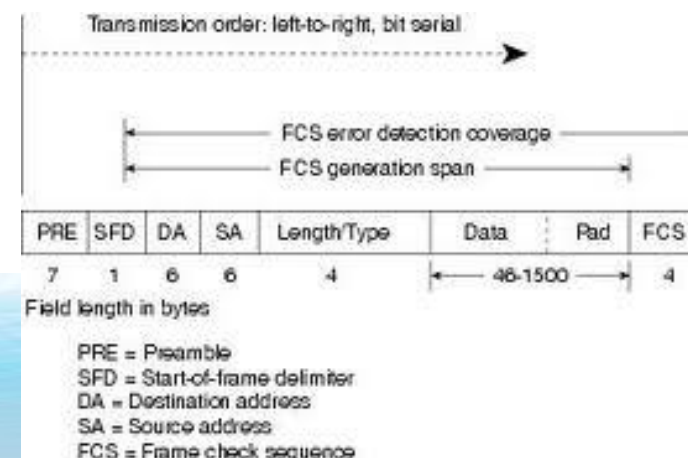 Transmission order: left-to-right, bit serial
FCS error detection coverage
FCS generation span
PRE SFD DA SA Length/Type Data Pad FCS
7 1 6 6 4 46-1500 4
Field length in bytes
PRE = Preamble
SFD = Start-of-frame delimiter
DA = Destination address
SA = Source address
FCS = Frame check sequence